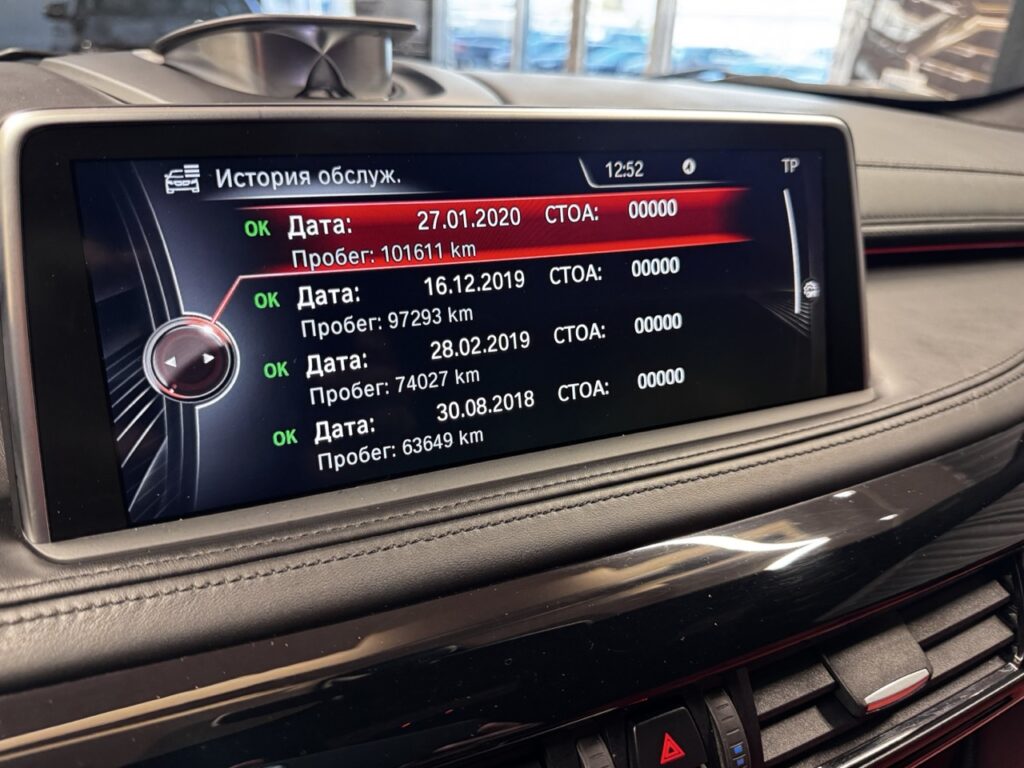 История обслуж.
12:52
TP
OK Дата: 27.01.2020 СТОА: 00000
Пробег: 101611 km
OK Дата: 16.12.2019 СТОА: 00000
Пробег: 97293 km
OK Дата: 28.02.2019 СТОА: 00000
Пробег: 74027 km
OK Дата: 30.08.2018 СТОА: 00000
Пробег: 63649 km